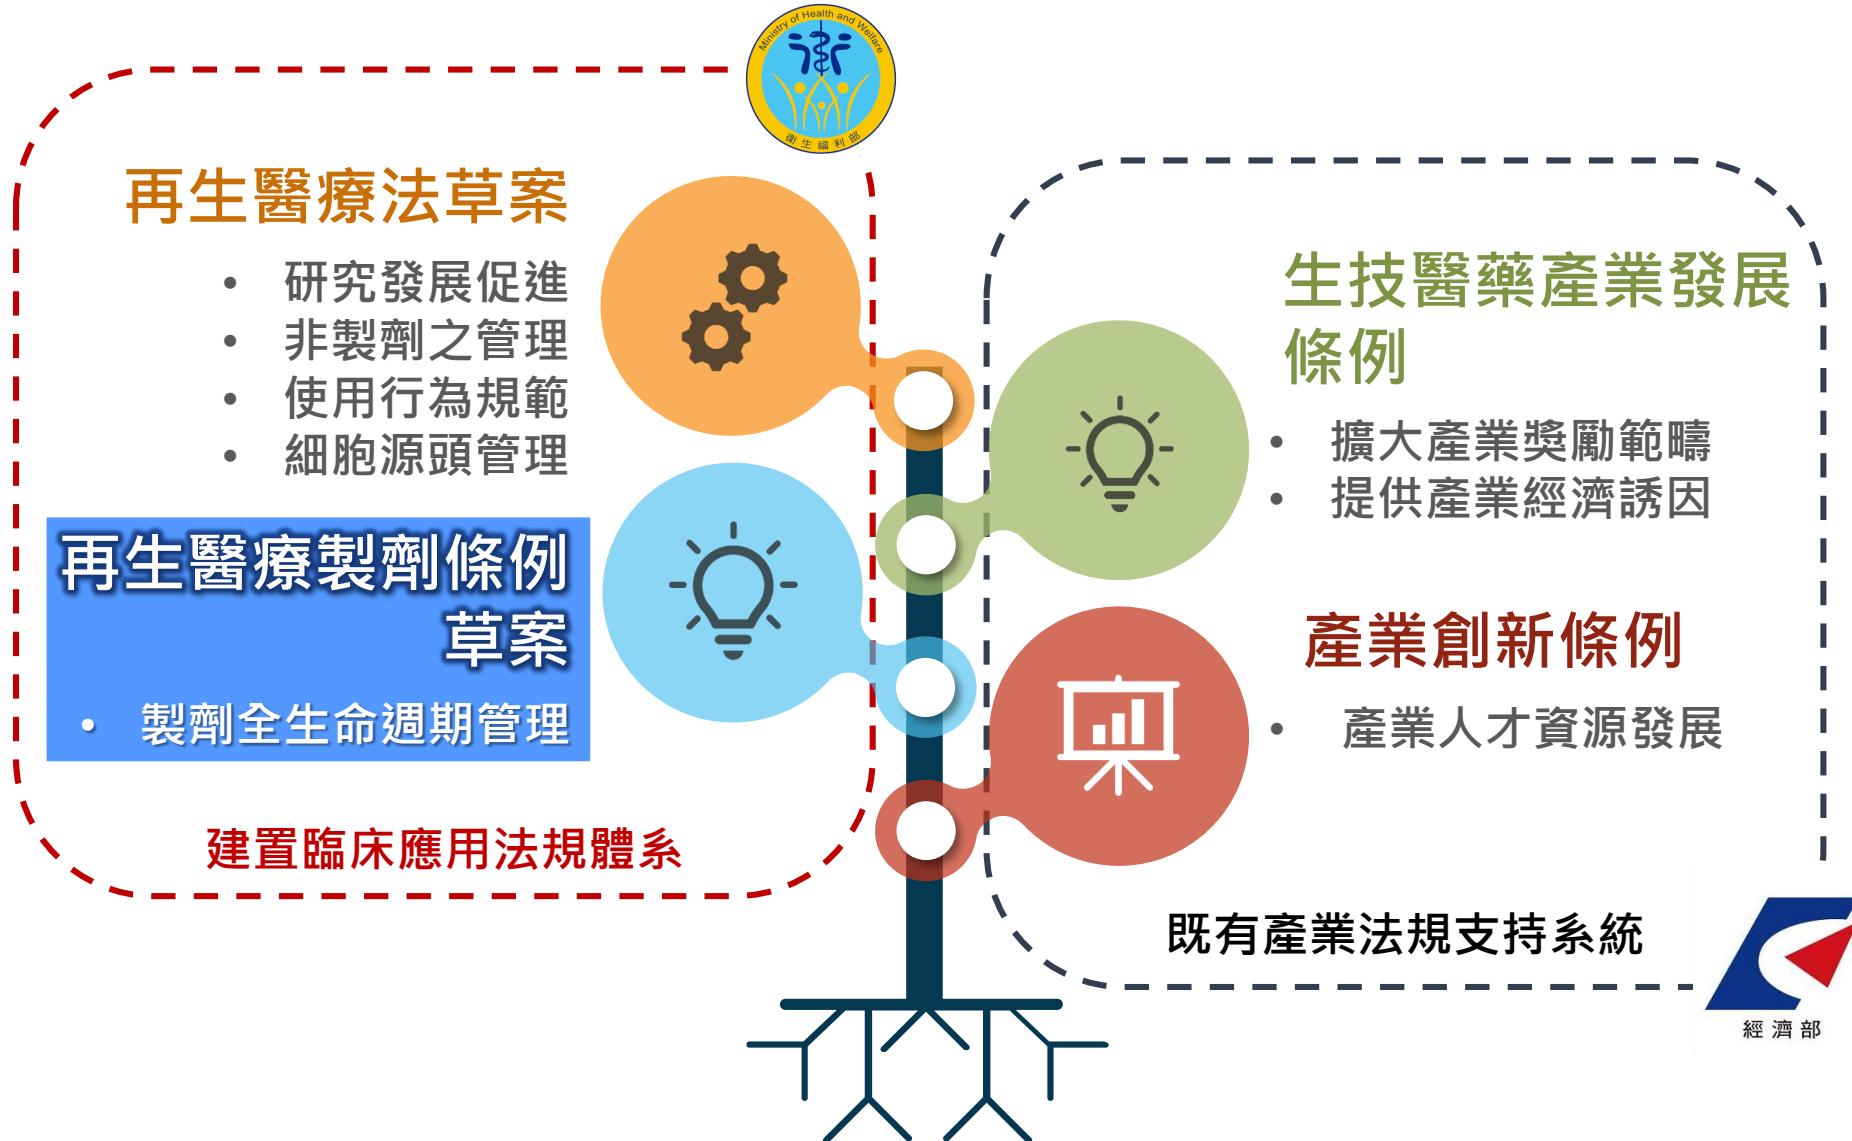 Ministry of Health and Welfare
衛生福利部
再生醫療法草案
• 研究發展促進
• 非製劑之管理
• 使用行為規範
• 細胞源頭管理
再生醫療製劑條例
草案
• 製劑全生命週期管理
建置臨床應用法規體系
生技醫藥產業發展
條例
• 擴大產業獎勵範疇
• 提供產業經濟誘因
產業創新條例
• 產業人才資源發展
既有產業法規支持系統
經濟部